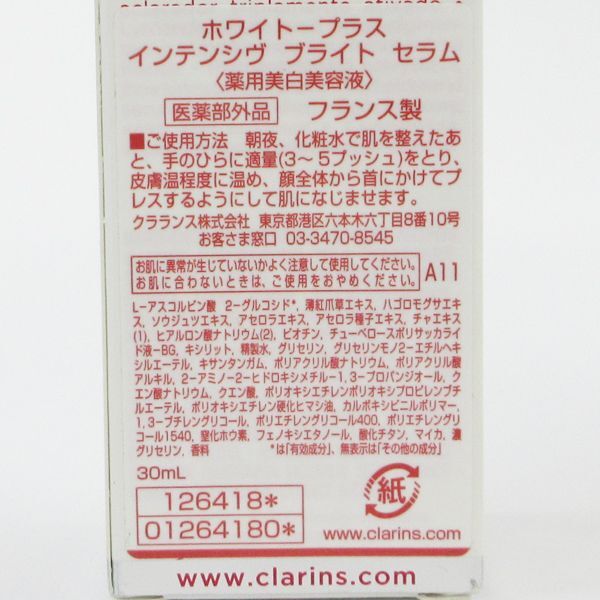 ホワイトープラス
インテンシヴ ブライト セラム
〈薬用美白美容液〉
医薬部外品 フランス製
■ご使用方法 朝夜、化粧水で肌を整えたあ
と、手のひらに適量(3〜5プッシュ)をとり、
皮膚温程度に温め、顔全体から首にかけてプ
レスするようにして肌になじませます。
クラランス株式会社 東京都港区六本木六丁目8番10号
お客さま窓口 03-3470-8545
お肌に異常が生じていないかよく注意して使用してください。
お肌に合わないときは、ご使用をおやめください。
A11
L-アスコルビン酸 2-グルコシド*, 薄紅爪草エキス, ハゴロモグサエキ
ス, ソウジュツエキス, アセロラエキス, アセロラ種子エキス, チャエキス
(1), ヒアルロン酸ナトリウム(2), ビオチン, チューベロースポリサッカライ
ド液-BG, キシリット, 精製水, グリセリン, グリセリンモノ2-エチルヘキ
シルエーテル, キサンタンガム, ポリアクリル酸ナトリウム, ポリアクリル酸
アルキル, 2-アミノ-2-ヒドロキシメチル-1,3-プロパンジオール, ク
エン酸ナトリウム, クエン酸, ポリオキシエチレンポリオキシプロピレンブチ
ルエーテル, ポリオキシエチレン硬化ヒマシ油, カルボキシビニルポリマー,
1,3-ブチレングリコール, ポリエチレングリコール400, ポリエチレングリ
コール1540, 窒化ホウ素, フェノキシエタノール, 酸化チタン, マイカ, 濃
グリセリン, 香料 *は「有効成分」、無表示は「その他の成分」
30mL
126418*
01264180*
紙
www.clarins.com
www.clarins.com